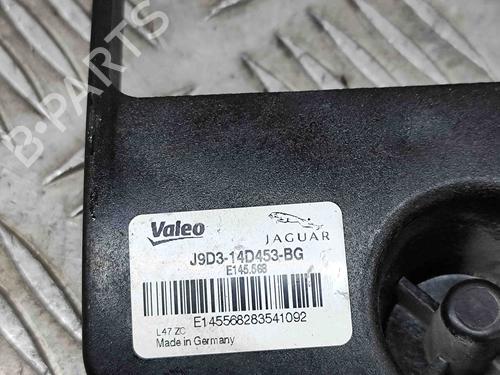 B-PARTS
Valeo
JAGUAR
J9D3-14D453-BG
E145.568
E145568283541092
L47 ZC
Made in Germany